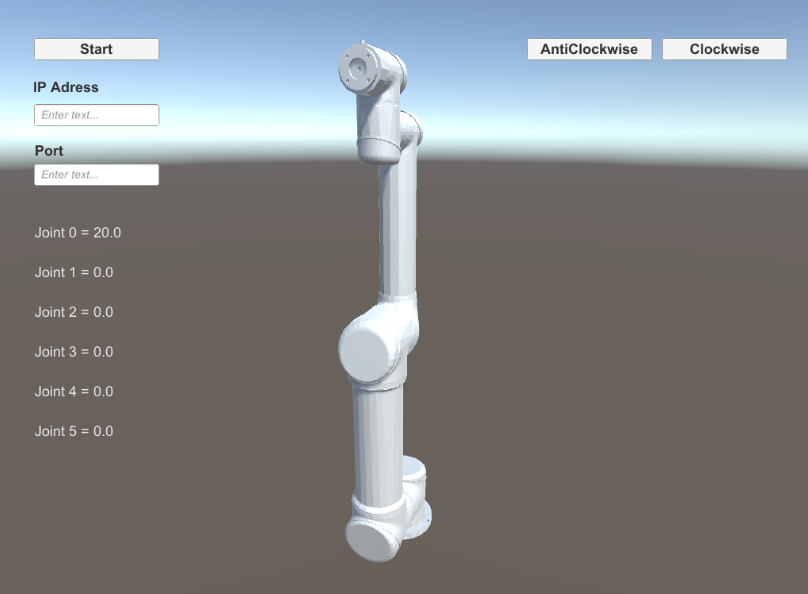 Start
AntiClockwise
Clockwise
IP Adress
Enter text...
Port
Enter text...
Joint 0 = 20.0
Joint 1 = 0.0
Joint 2 = 0.0
Joint 3 = 0.0
Joint 4 = 0.0
Joint 5 = 0.0